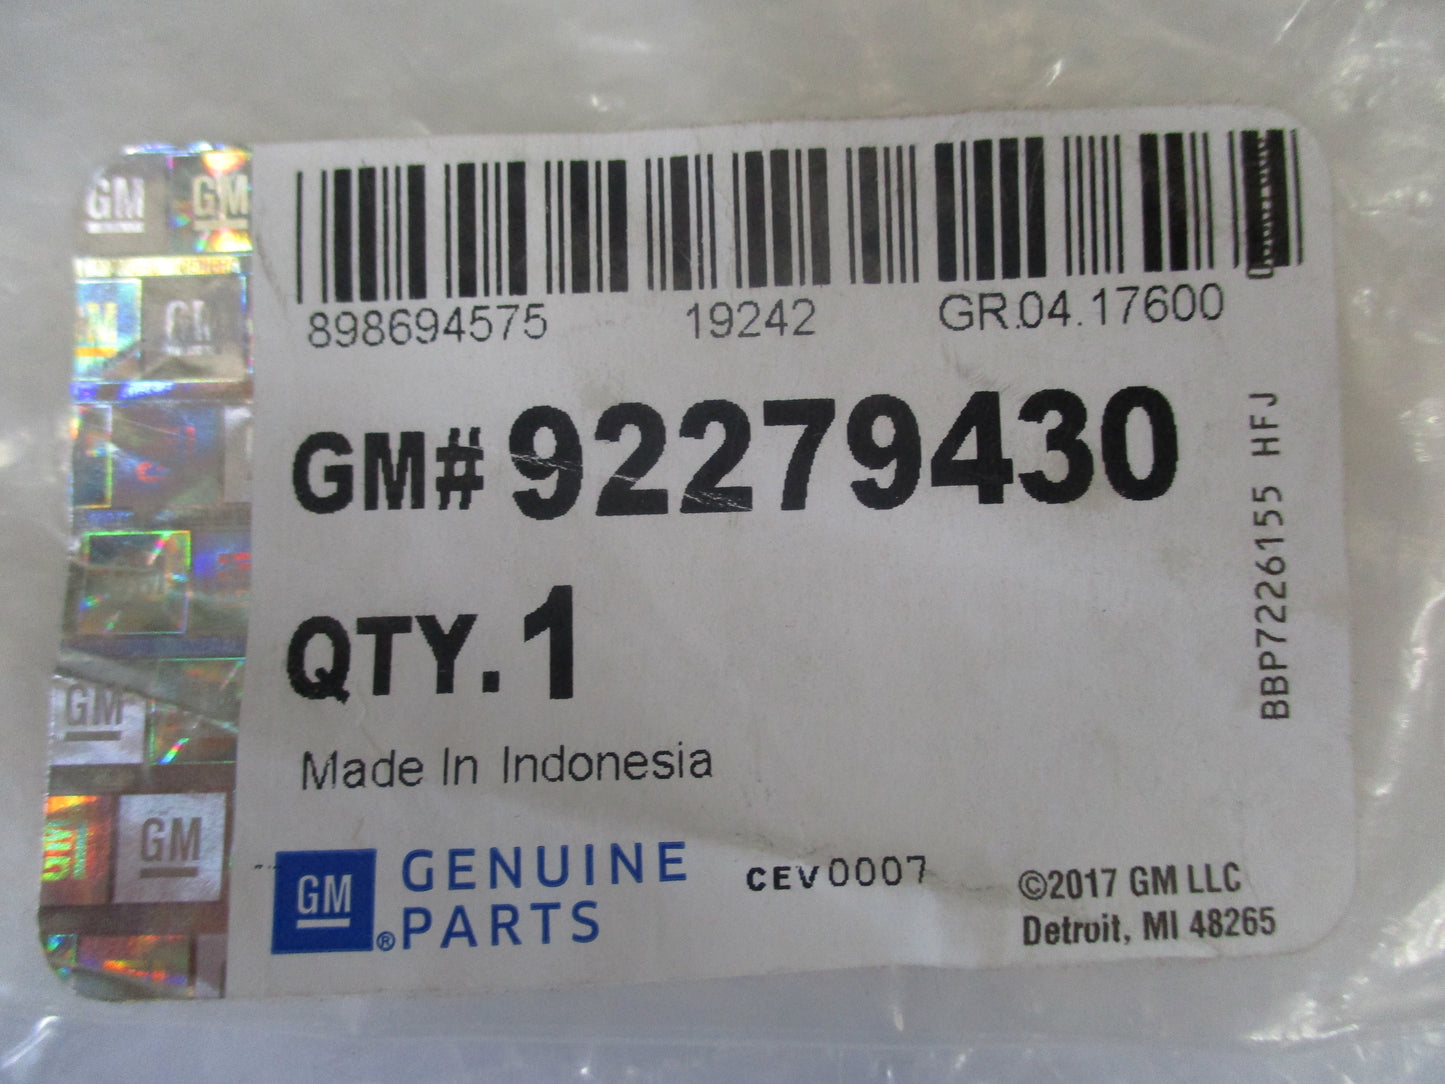 898694575 19242 GR.04.17600
GM# 92279430
QTY. 1
Made In Indonesia
GM
® GENUINE
PARTS
CEV0007
©2017 GM LLC
Detroit, MI 48265
BBP7226155 HFJ
GM
GM
GM
GM